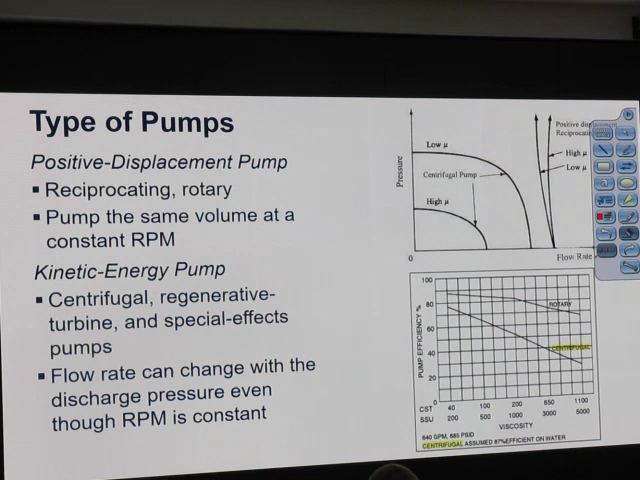 Type of Pumps
Positive-Displacement Pump
▪ Reciprocating, rotary
▪ Pump the same volume at a
constant RPM
Kinetic-Energy Pump
▪ Centrifugal, regenerative-
turbine, and special-effects
pumps
▪ Flow rate can change with the
discharge pressure even
though RPM is constant
Pressure
Low μ
Centrifugal Pump
High μ
Positive
High μ
Low μ
0
Flow Rate
PUMP EFFICIENCY %
100
80
60
40
20
0
ROTARY
CENTRIFUGAL
CST 40 100 200 650 1100
SSU 200 500 1000 3000 5000
VISCOSITY
640 GPM, 885 PSID
CENTRIFUGAL ASSUMED 87%EFFICIENT ON WATER